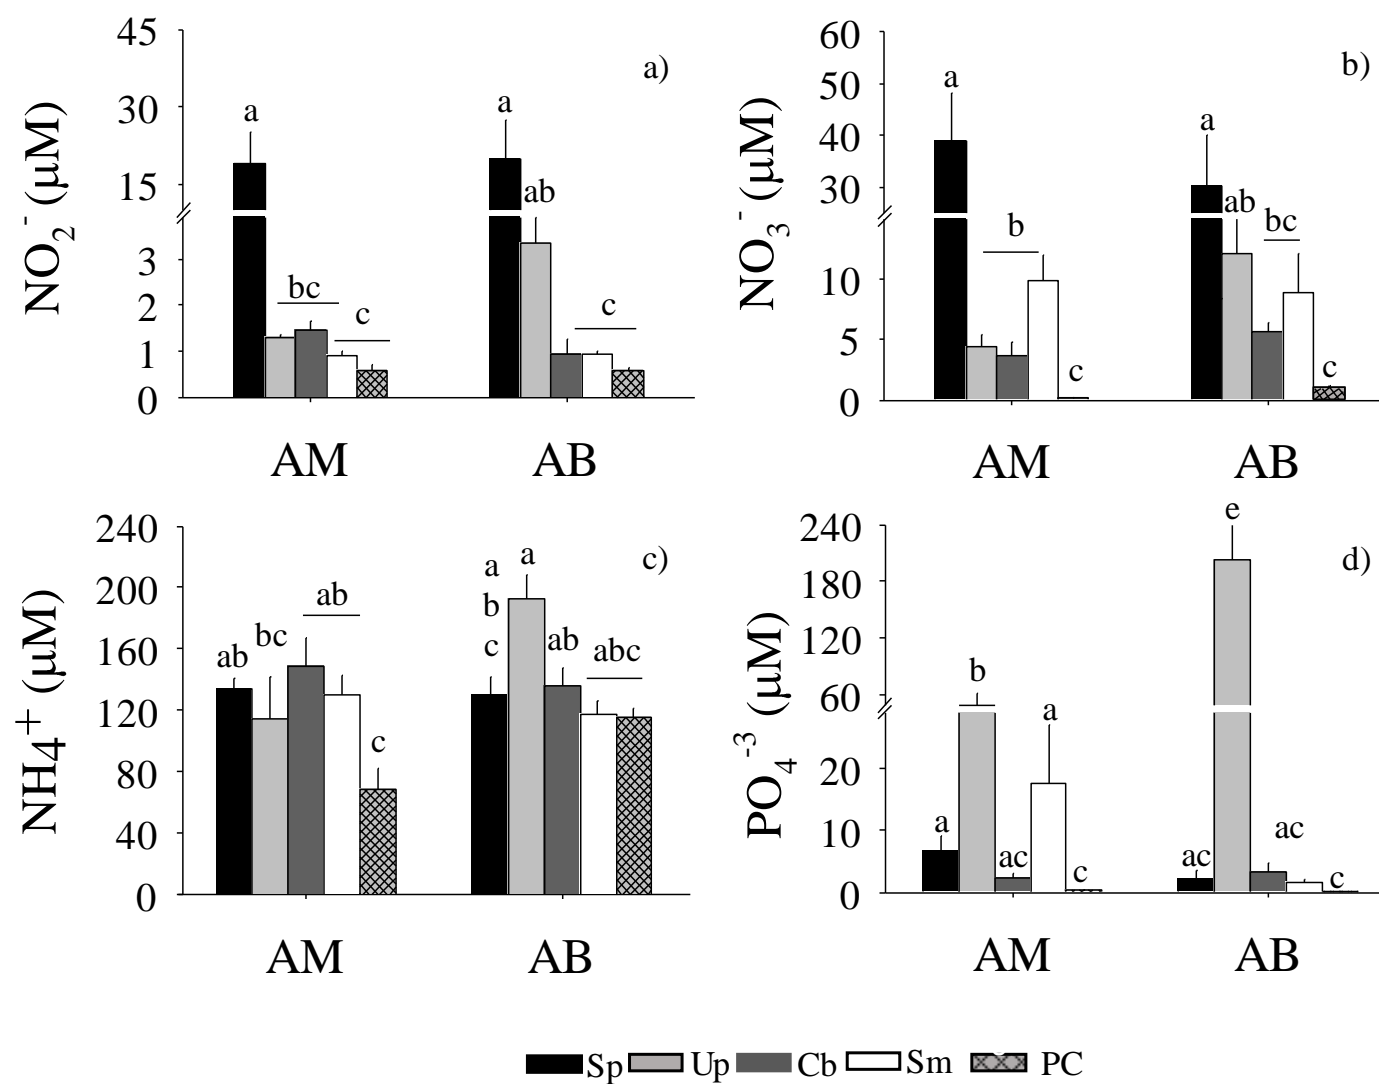 a)
NO2- (µM)
45
30
15
3
2
1
0
a
bc
c
a
ab
c
AM AB
b)
NO3- (µM)
60
50
40
30
10
5
0
a
b
c
a
ab
bc
c
AM AB
c)
NH4+ (µM)
240
200
160
120
80
40
0
ab
bc
ab
c
a
b
c
a
ab
abc
AM AB
d)
PO4-3 (µM)
240
180
120
60
20
10
0
a
b
ac
a
c
ac
e
ac
c
AM AB
Sp Up Cb Sm PC